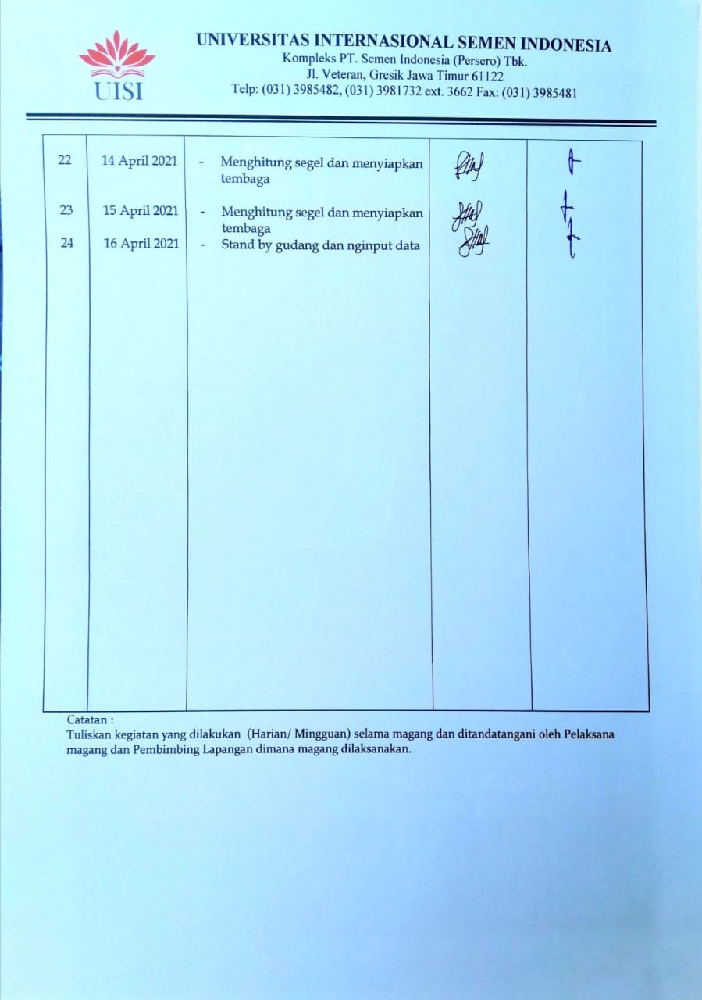 UISI
UNIVERSITAS INTERNASIONAL SEMEN INDONESIA
Kompleks PT. Semen Indonesia (Persero) Tbk.
Jl. Veteran, Gresik Jawa Timur 61122
Telp: (031) 3985482, (031) 3981732 ext. 3662 Fax: (031) 3985481
22 14 April 2021 - Menghitung segel dan menyiapkan
tembaga
23 15 April 2021 - Menghitung segel dan menyiapkan
tembaga
24 16 April 2021 - Stand by gudang dan nginput data
Catatan :
Tuliskan kegiatan yang dilakukan (Harian/ Mingguan) selama magang dan ditandatangani oleh Pelaksana
magang dan Pembimbing Lapangan dimana magang dilaksanakan.